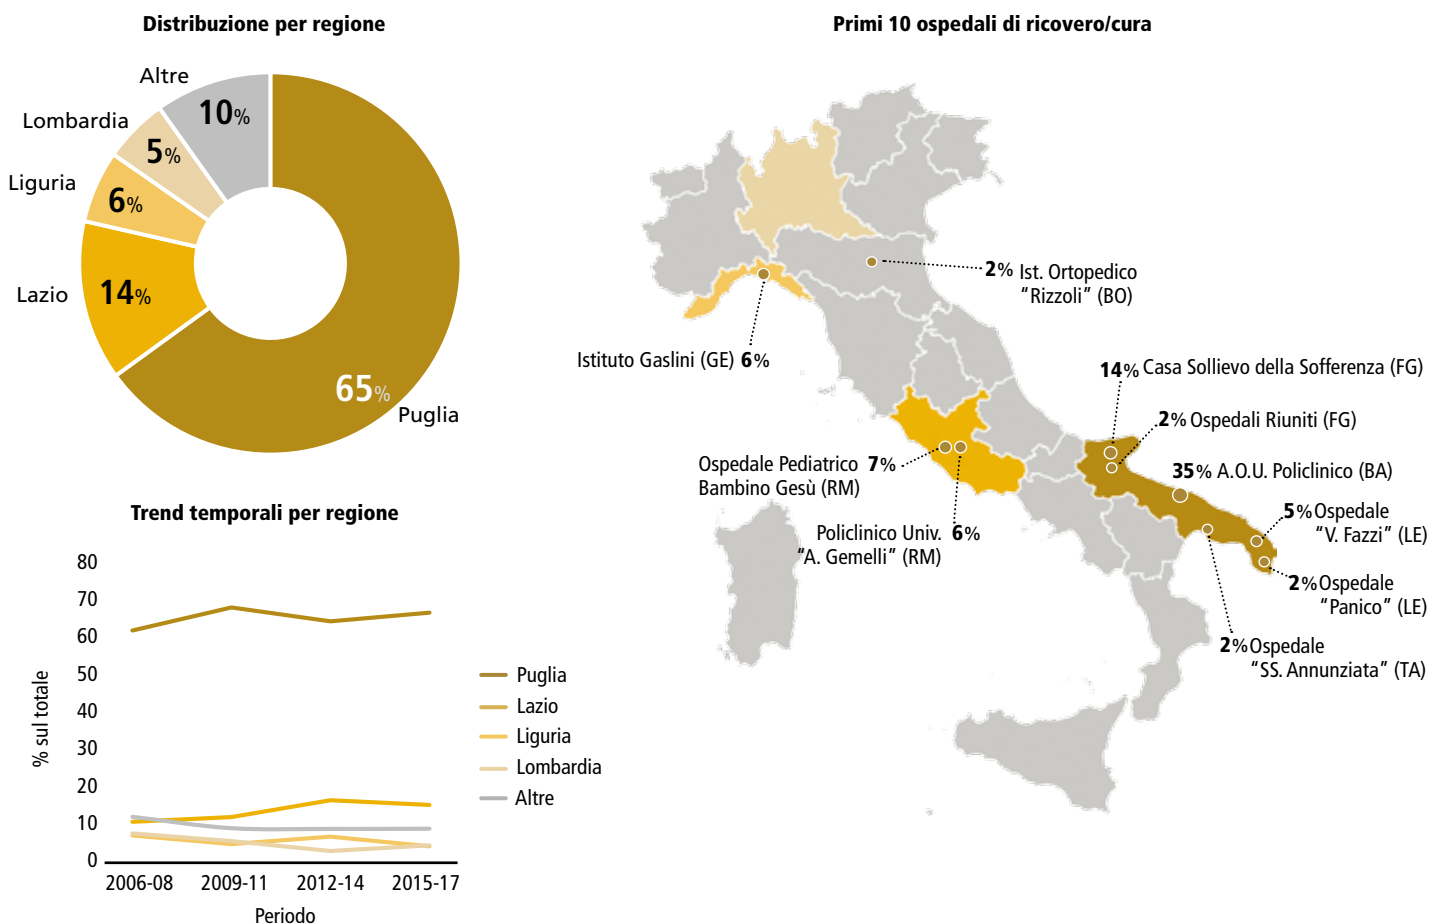 Distribuzione per regione
Altre
10%
Lombardia
5%
Liguria
6%
Lazio
14%
65%
Puglia
Trend temporali per regione
% sul totale
80
70
60
50
40
30
20
10
0
2006-08 2009-11 2012-14 2015-17
Periodo
Puglia
Lazio
Liguria
Lombardia
Altre
Primi 10 ospedali di ricovero/cura
2% Ist. Ortopedico
"Rizzoli" (BO)
Istituto Gaslini (GE) 6%
14% Casa Sollievo della Sofferenza (FG)
2% Ospedali Riuniti (FG)
Ospedale Pediatrico 7%
Bambino Gesù (RM)
35% A.O.U. Policlinico (BA)
5% Ospedale
"V. Fazzi" (LE)
Policlinico Univ. 6%
"A. Gemelli" (RM)
2% Ospedale
"Panico" (LE)
2% Ospedale
"SS. Annunziata" (TA)